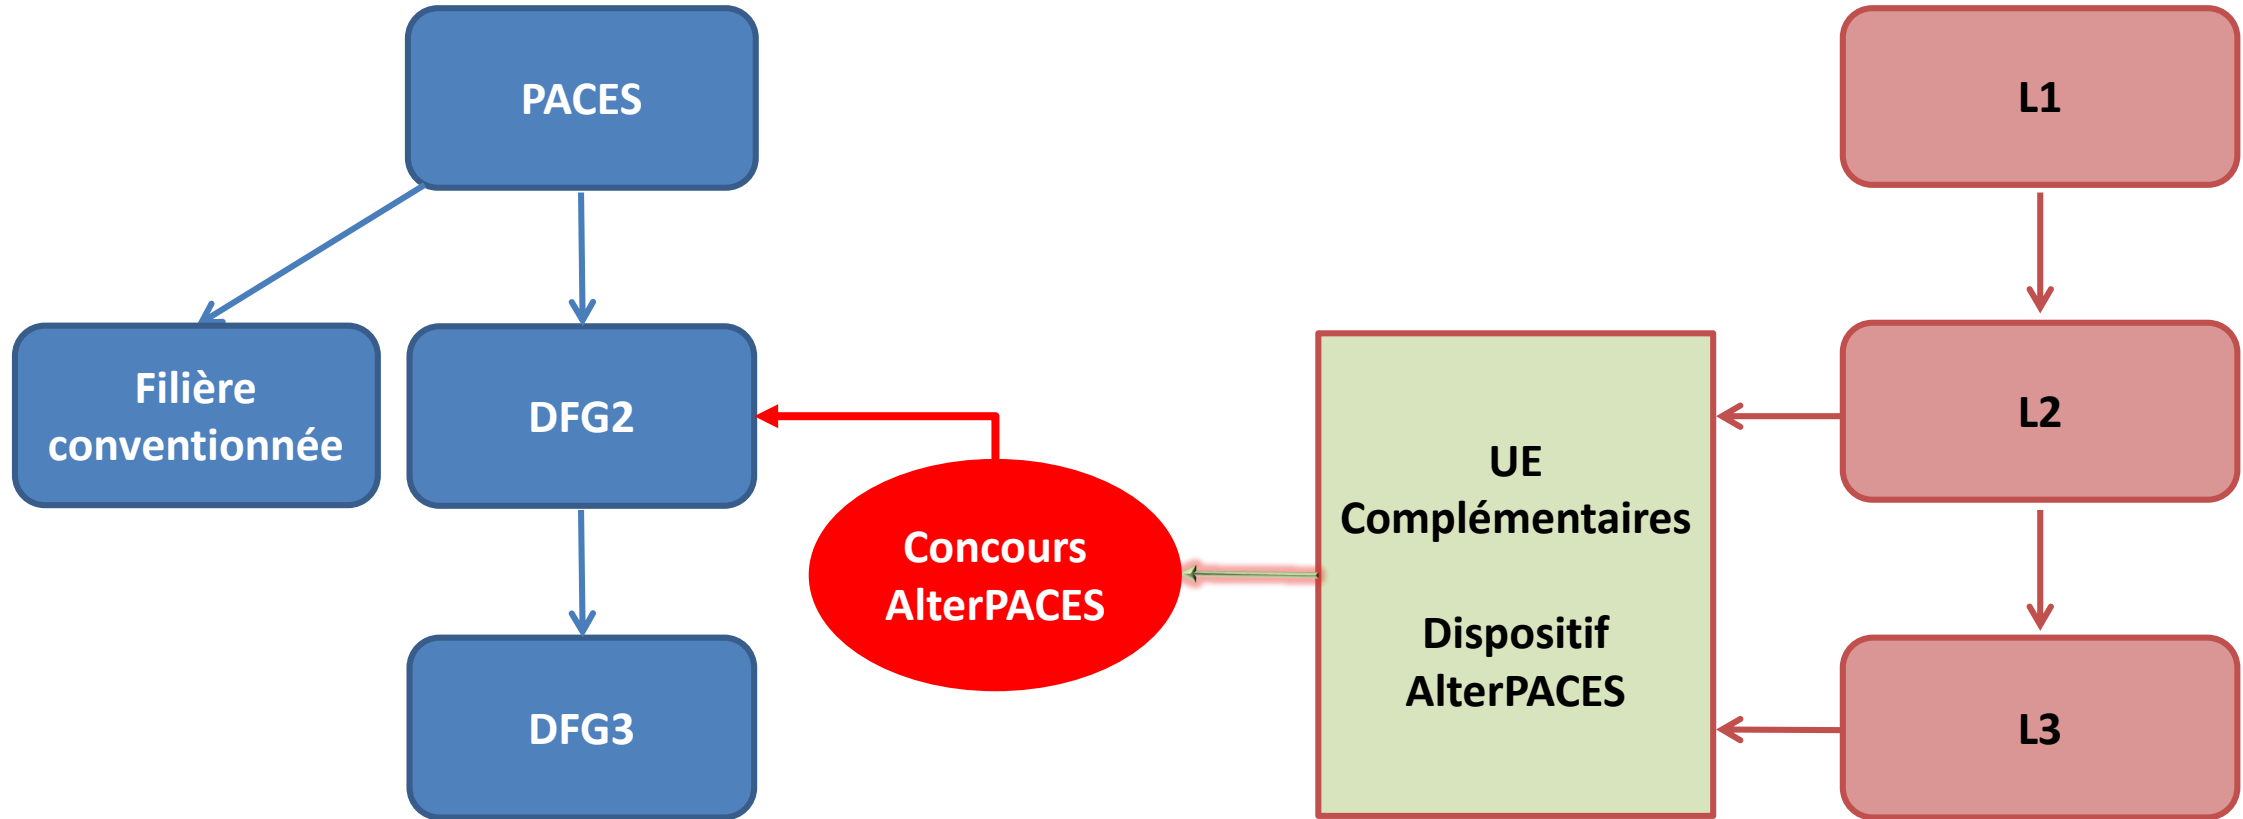 PACES
L1
Filière
conventionnée
DFG2
Concours
AlterPACES
UE
Complémentaires
Dispositif
AlterPACES
L2
DFG3
L3